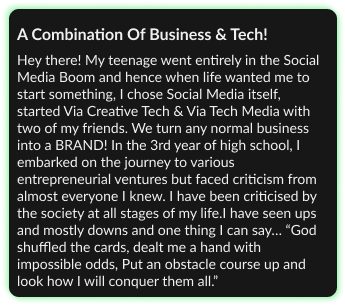 A Combination Of Business & Tech!
Hey there! My teenage went entirely in the Social
Media Boom and hence when life wanted me to
start something, I chose Social Media itself,
started Via Creative Tech & Via Tech Media with
two of my friends. We turn any normal business
into a BRAND! In the 3rd year of high school, I
embarked on the journey to various
entrepreneurial ventures but faced criticism from
almost everyone I knew. I have been criticised by
the society at all stages of my life.I have seen ups
and mostly downs and one thing I can say... “God
shuffled the cards, dealt me a hand with
impossible odds, Put an obstacle course up and
look how I will conquer them all.”